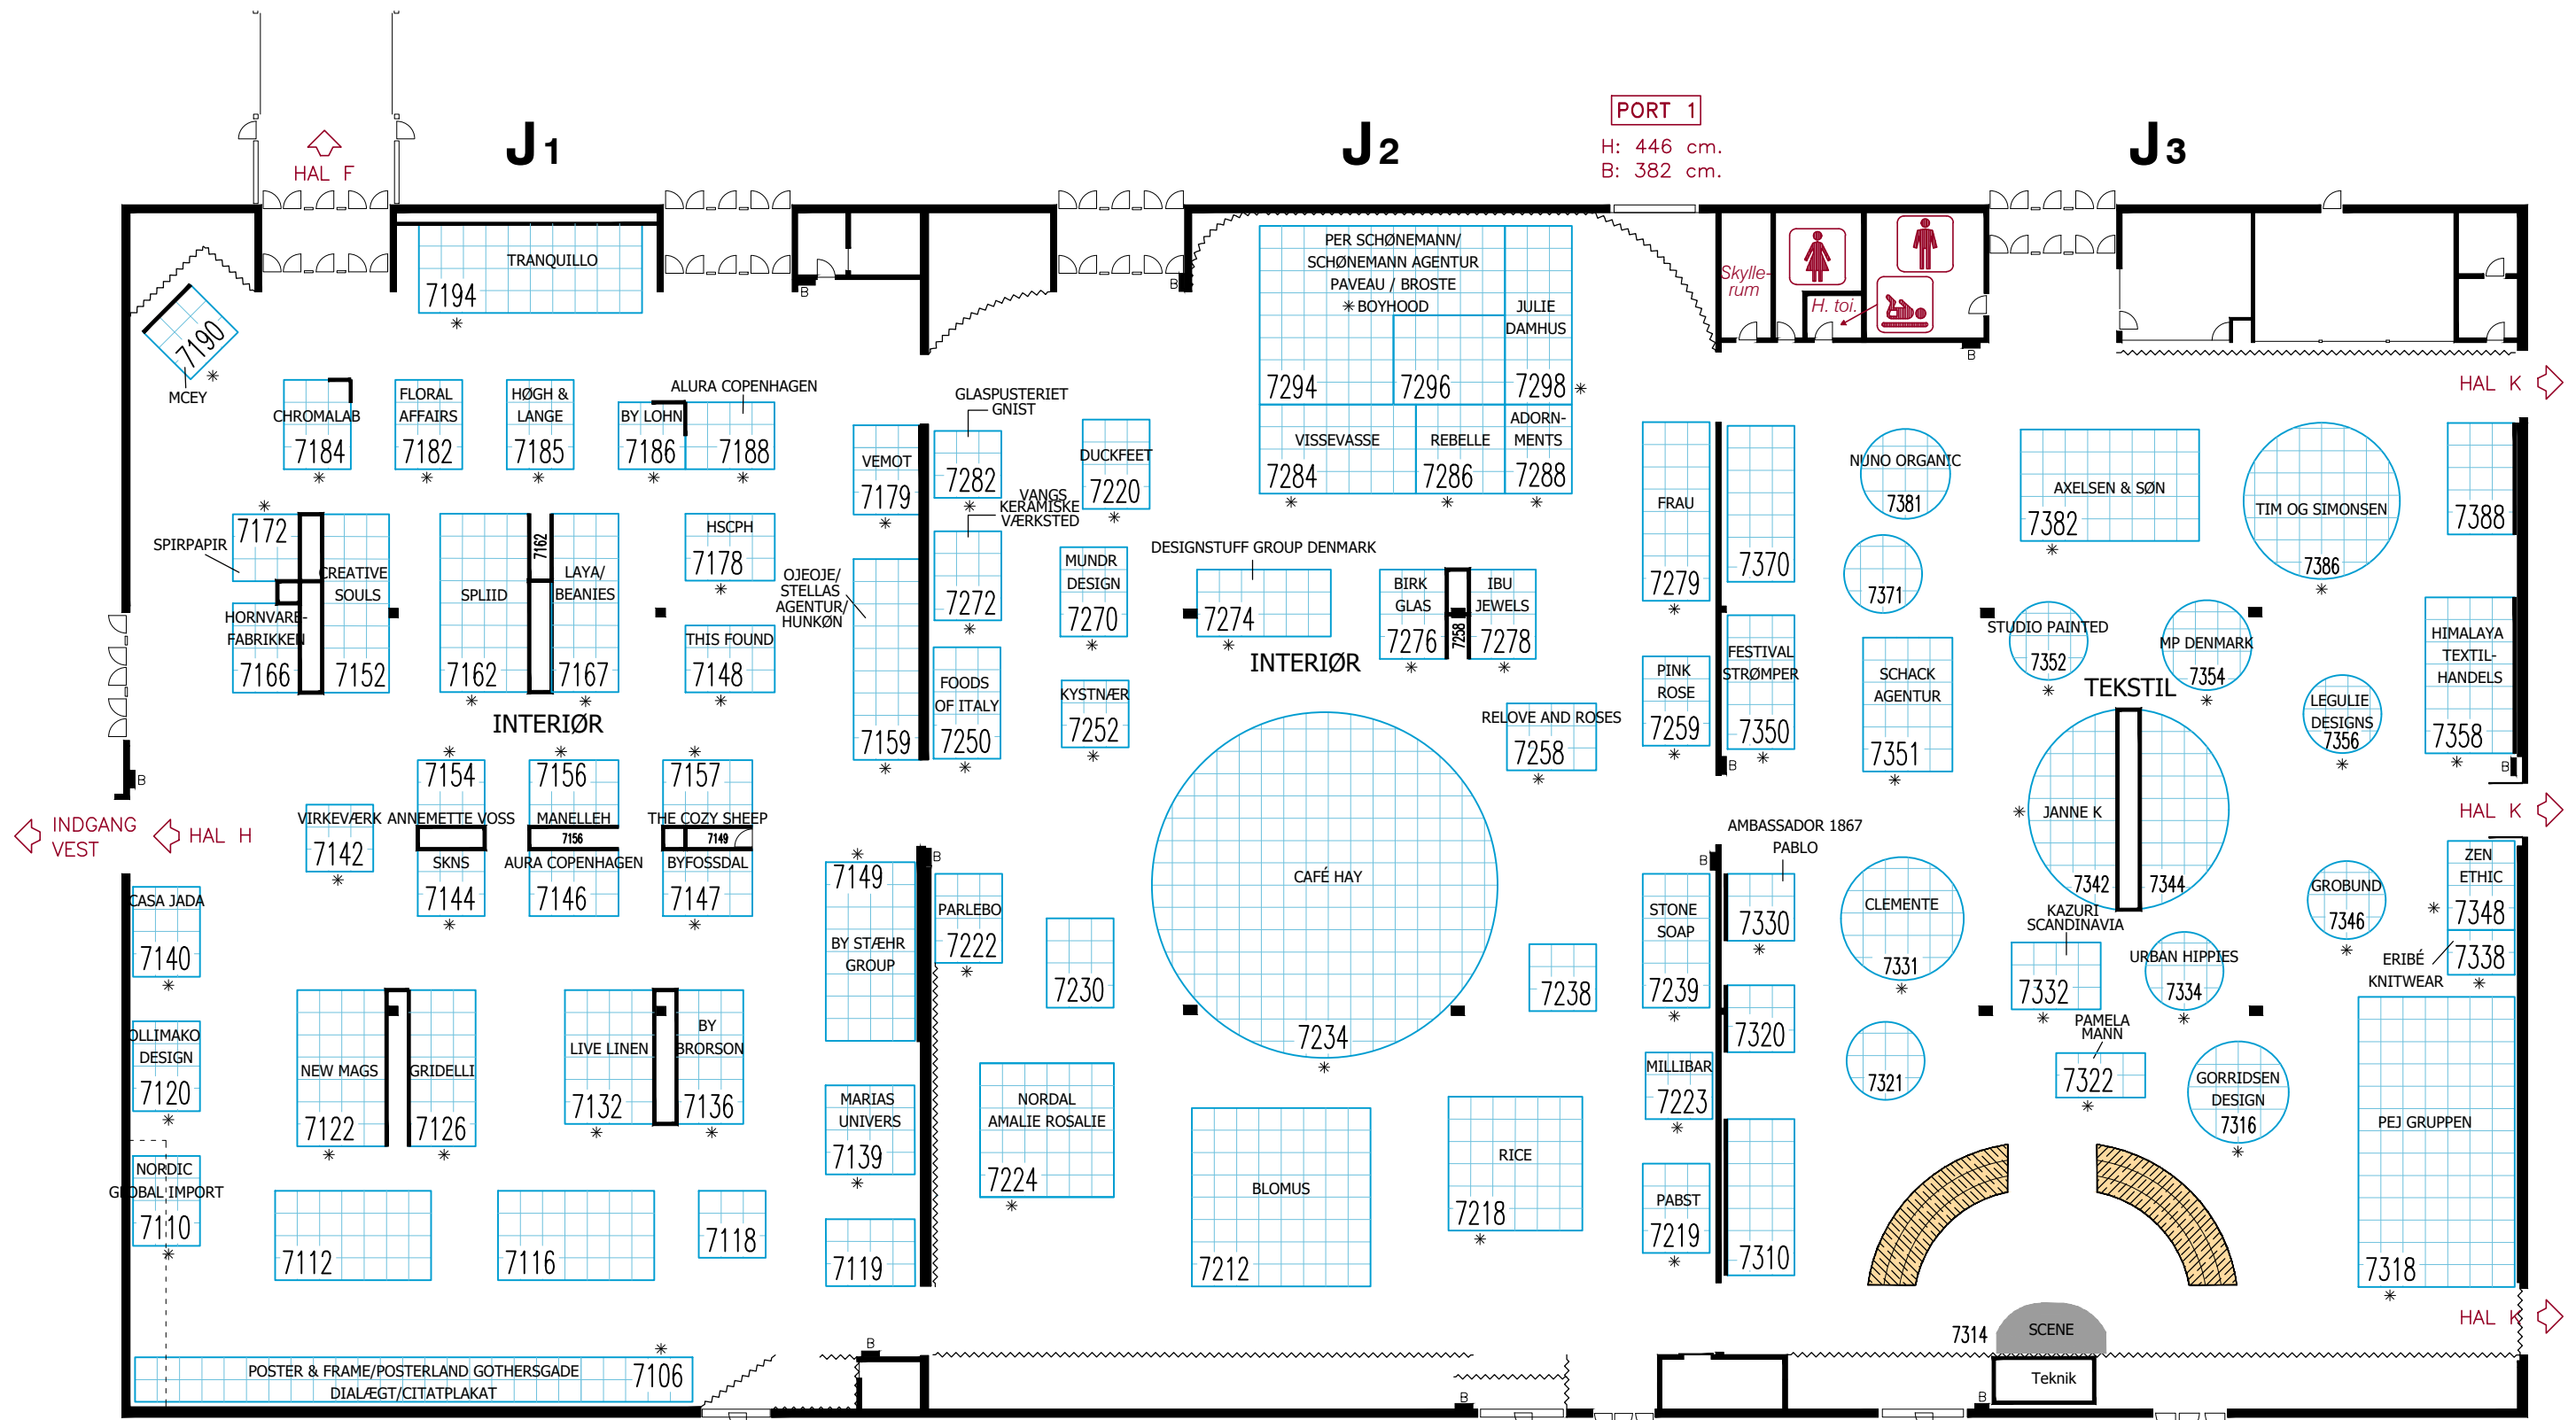 J1
J2
J3
PORT 1
H: 446 cm.
B: 382 cm.
HAL F
TRANQUILLO
7194
7190
MCEY
CHROMALAB
7184
FLORAL
AFFAIRS
7182
HØGH &
LANGE
7185
BY LOHN
7186
ALURA COPENHAGEN
7188
7172
SPIRPAPIR
HORNVARE-
FABRIKKEN
7166
CREATIVE
SOULS
7152
SPLIID
7162
7162
LAYA/
BEANIES
7167
HSCPH
7178
THIS FOUND
7148
VEMOT
7179
OJEOJE/
STELLAS
AGENTUR/
HUNKØN
7159
INTERIØR
INDGANG
VEST
HAL H
VIRKEVÆRK
7142
7154
ANNEMETTE VOSS
SKNS
7144
7156
MANELLEH
7156
AURA COPENHAGEN
7146
7157
THE COZY SHEEP
7149
BYFOSSDAL
7147
7149
BY STÆHR
GROUP
CASA JADA
7140
OLLIMAKO
DESIGN
7120
NORDIC
GLOBAL IMPORT
7110
NEW MAGS
7122
GRIDELLI
7126
LIVE LINEN
7132
BY
BRORSON
7136
MARIAS
UNIVERS
7139
7112
7116
7118
7119
POSTER & FRAME/POSTERLAND GOTHERSGADE
DIALÆGT/CITATPLAKAT
7106
B
B
B
B
B
PER SCHØNEMANN/
SCHØNEMANN AGENTUR
PAVEAU / BROSTE
BOYHOOD
7294
7296
JULIE
DAMHUS
7298
VISSEVASSE
7284
REBELLE
7286
ADORN-
MENTS
7288
GLASPUSTERIET
GNIST
7282
DUCKFEET
7220
VANGS
KERAMISKE
VÆRKSTED
7272
MUNDR
DESIGN
7270
DESIGNSTUFF GROUP DENMARK
7274
BIRK
GLAS
7276
7258
IBU
JEWELS
7278
INTERIØR
FOODS
OF ITALY
7250
KYSTNÆR
7252
RELOVE AND ROSES
7258
FRAU
7279
PINK
ROSE
7259
CAFÉ HAY
7234
PARLEBO
7222
7230
7238
STONE
SOAP
7239
MILLIBAR
7223
NORDAL
AMALIE ROSALIE
7224
BLOMUS
7212
RICE
7218
PABST
7219
B
B
B
B
Skylle-
rum
H. toi.
B
HAL K
7370
NUNO ORGANIC
7381
7371
AXELSEN & SØN
7382
TIM OG SIMONSEN
7386
7388
FESTIVAL
STRØMPER
7350
SCHACK
AGENTUR
7351
STUDIO PAINTED
7352
MP DENMARK
7354
TEKSTIL
LEGULIE
DESIGNS
7356
HIMALAYA
TEXTIL-
HANDELS
7358
B
HAL K
JANNE K
7342
7344
AMBASSADOR 1867
PABLO
7330
CLEMENTE
7331
KAZURI
SCANDINAVIA
7332
URBAN HIPPIES
7334
GROBUND
7346
ZEN
ETHIC
7348
ERIBÉ
KNITWEAR
7338
7320
7321
PAMELA
MANN
7322
GORRIDSEN
DESIGN
7316
PEJ GRUPPEN
7318
7310
HAL K
7314
SCENE
Teknik
B